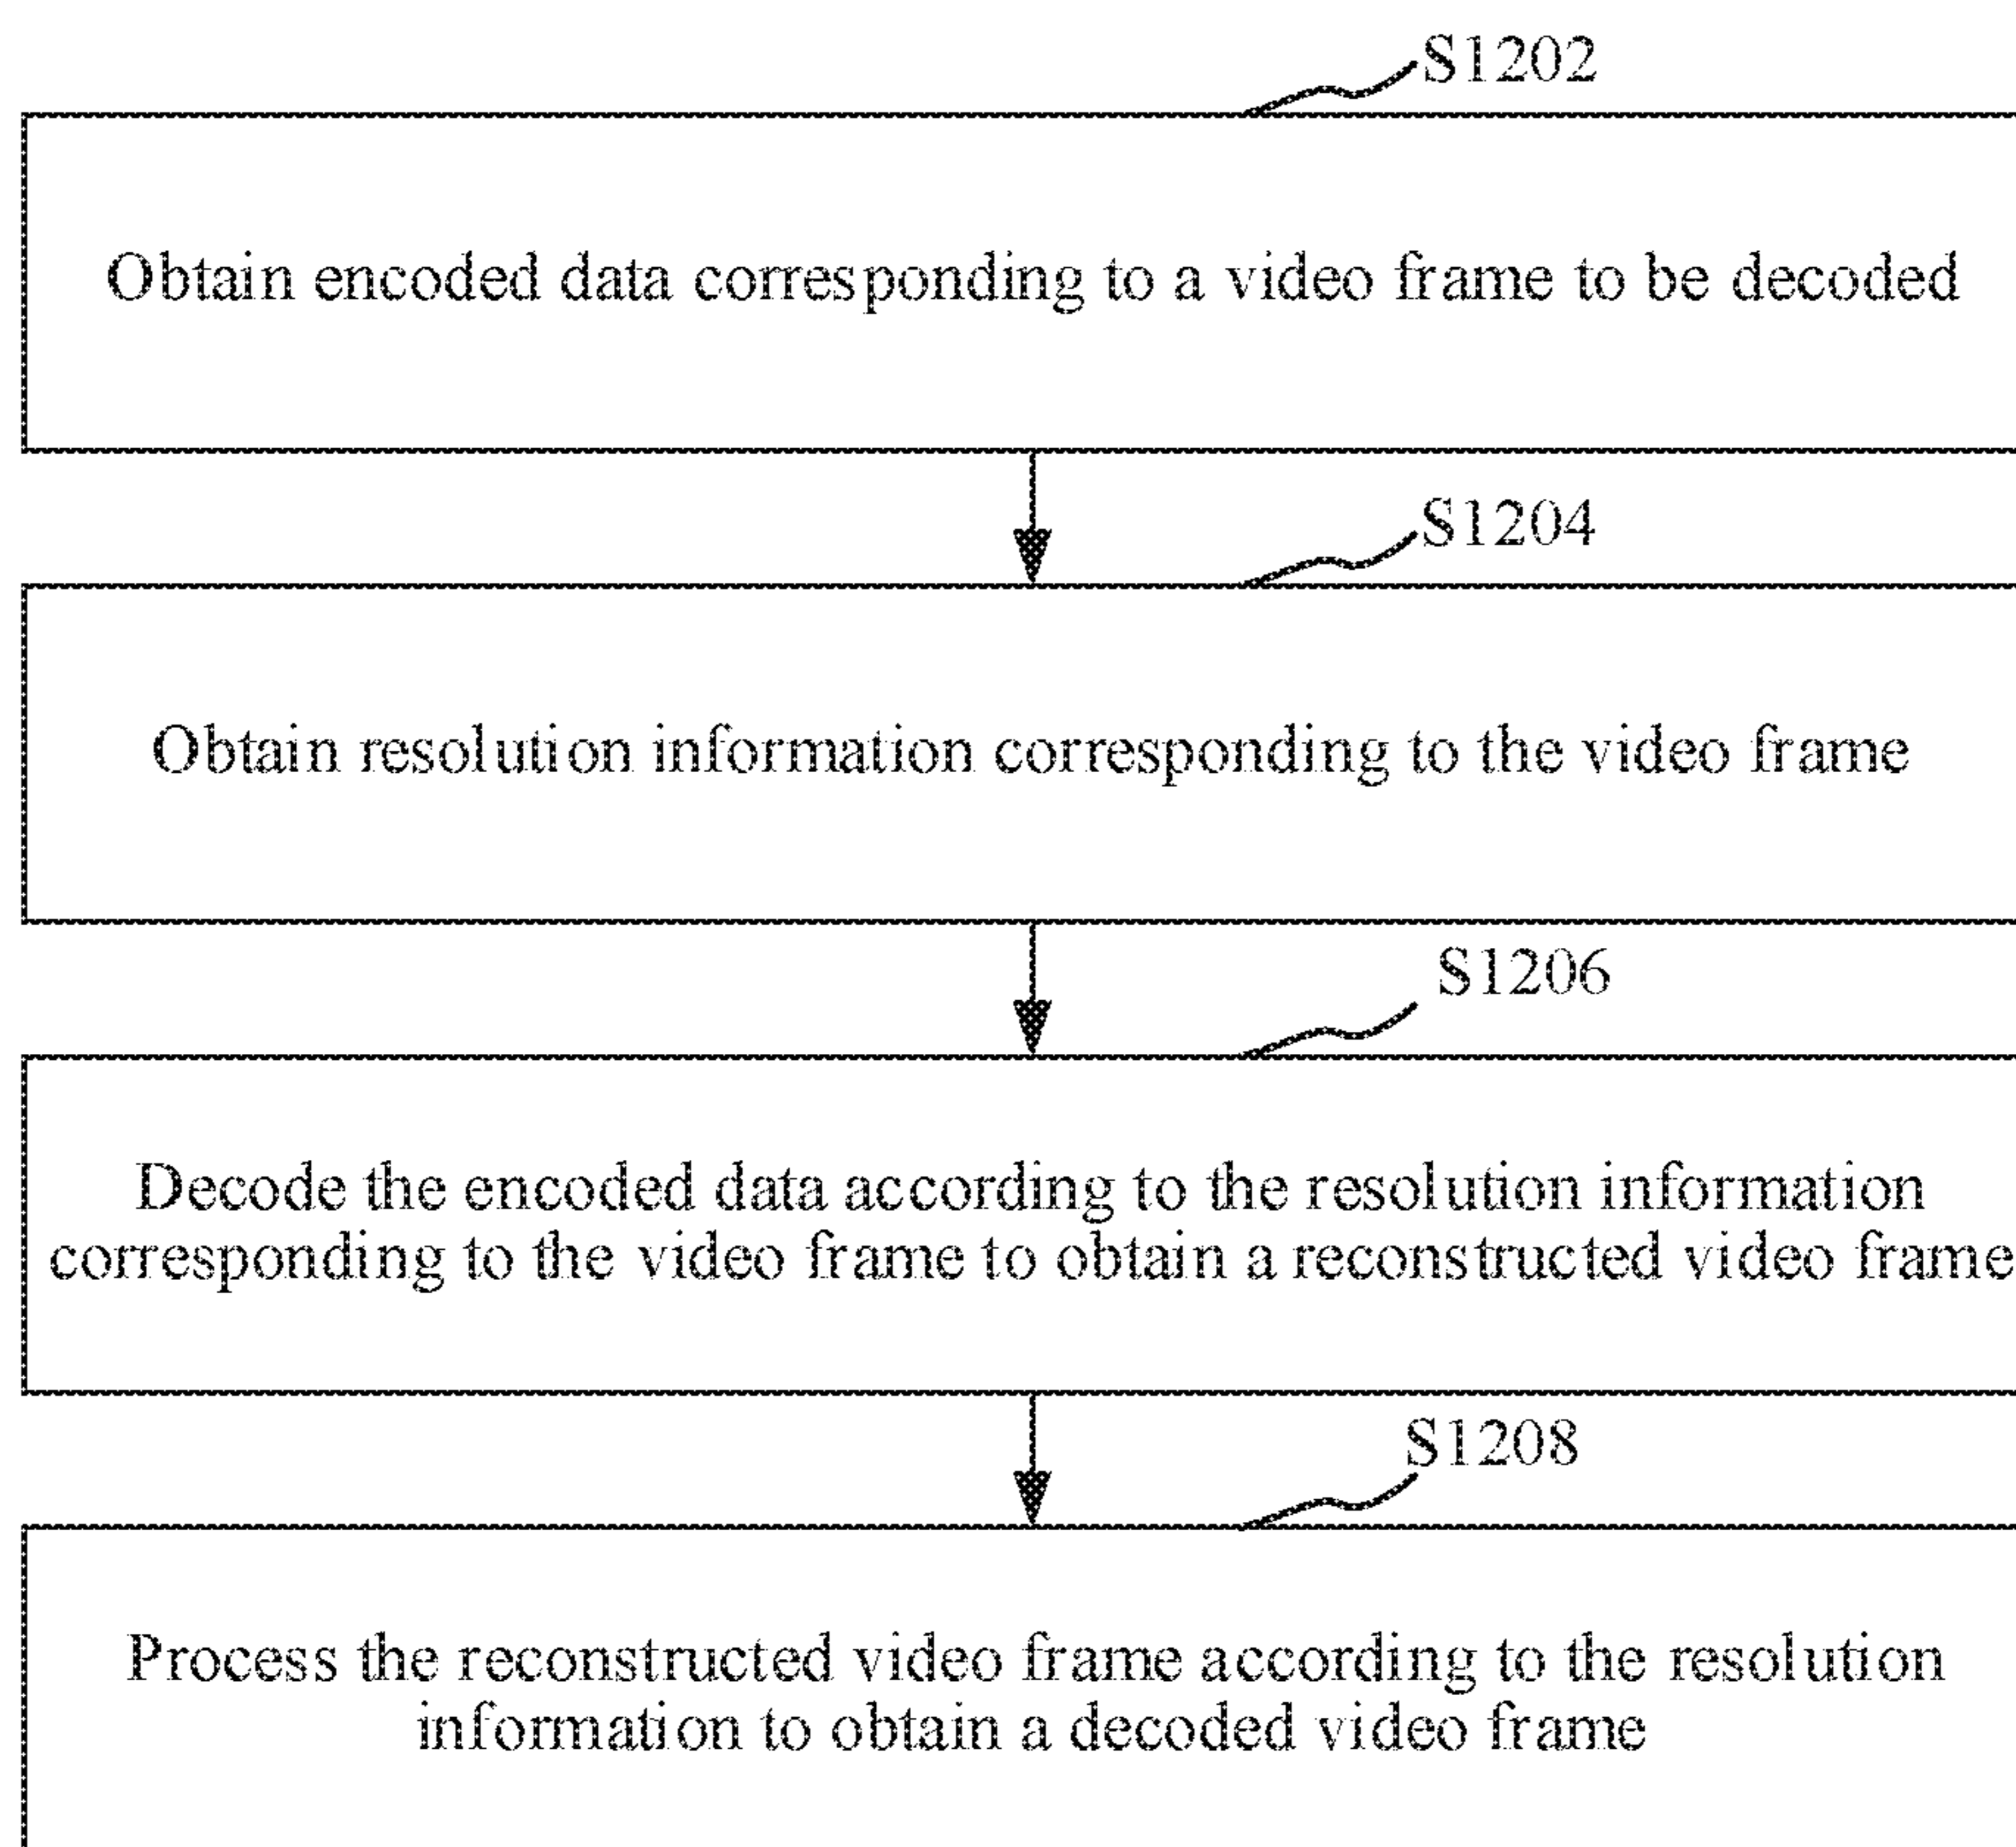 S1202
Obtain encoded data corresponding to a video frame to be decoded
S1204
Obtain resolution information corresponding to the video frame
S1206
Decode the encoded data according to the resolution information
corresponding to the video frame to obtain a reconstructed video frame
S1208
Process the reconstructed video frame according to the resolution
information to obtain a decoded video frame